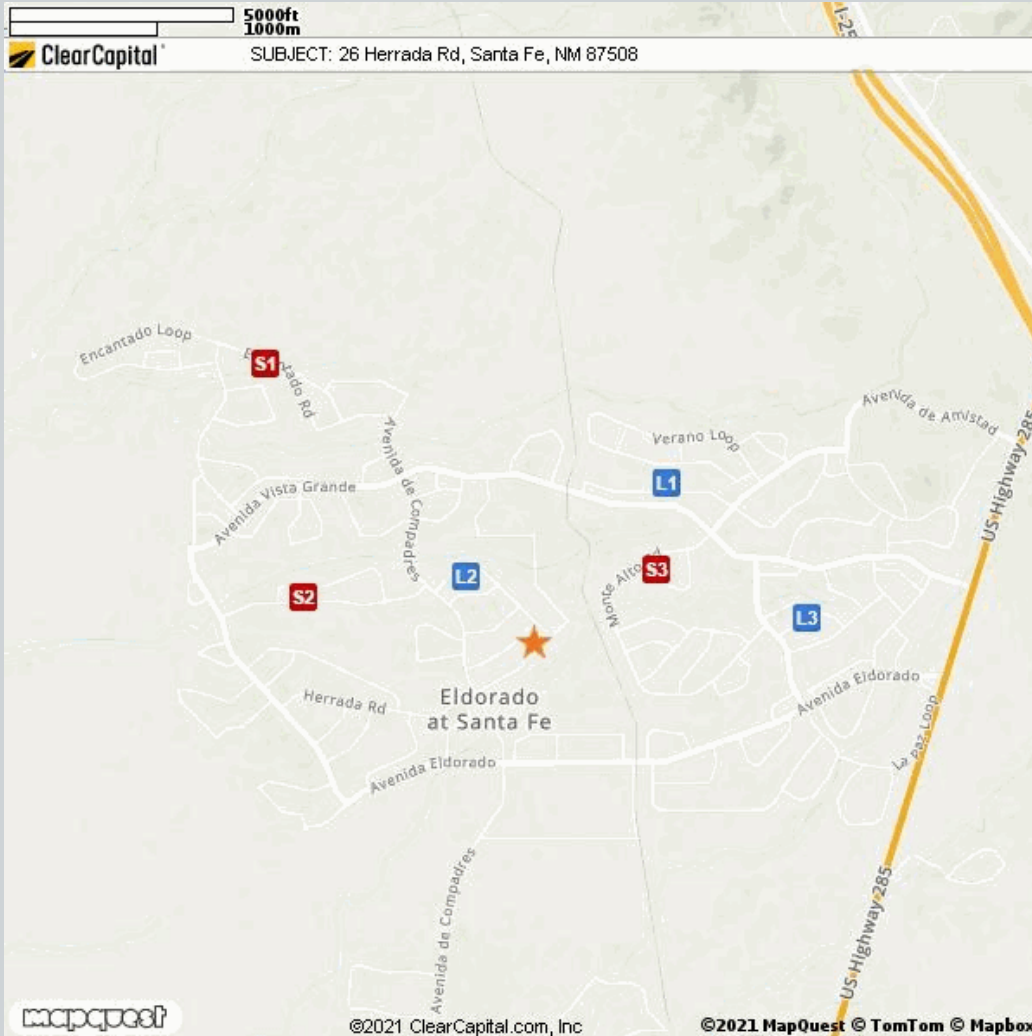 5000ft
1000m
I-25
ClearCapital
SUBJECT: 26 Herrada Rd, Santa Fe, NM 87508
Encantado Loop
S1
tado Rd
Avenida de Amistad
Avenida de Compadres
Verano Loop
US Highway 285
L1
Avenida Vista Grande
L2
S3
Monte Alto
S2
L3
Herrada Rd
Eldorado
at Santa Fe
Avenida Eldorado
La paz Loop
Avenida Eldorado
Avenida de Compadres
US Highway 285
mapquest
©2021 ClearCapital.com, Inc
©2021 MapQuest © TomTom © Mapbox